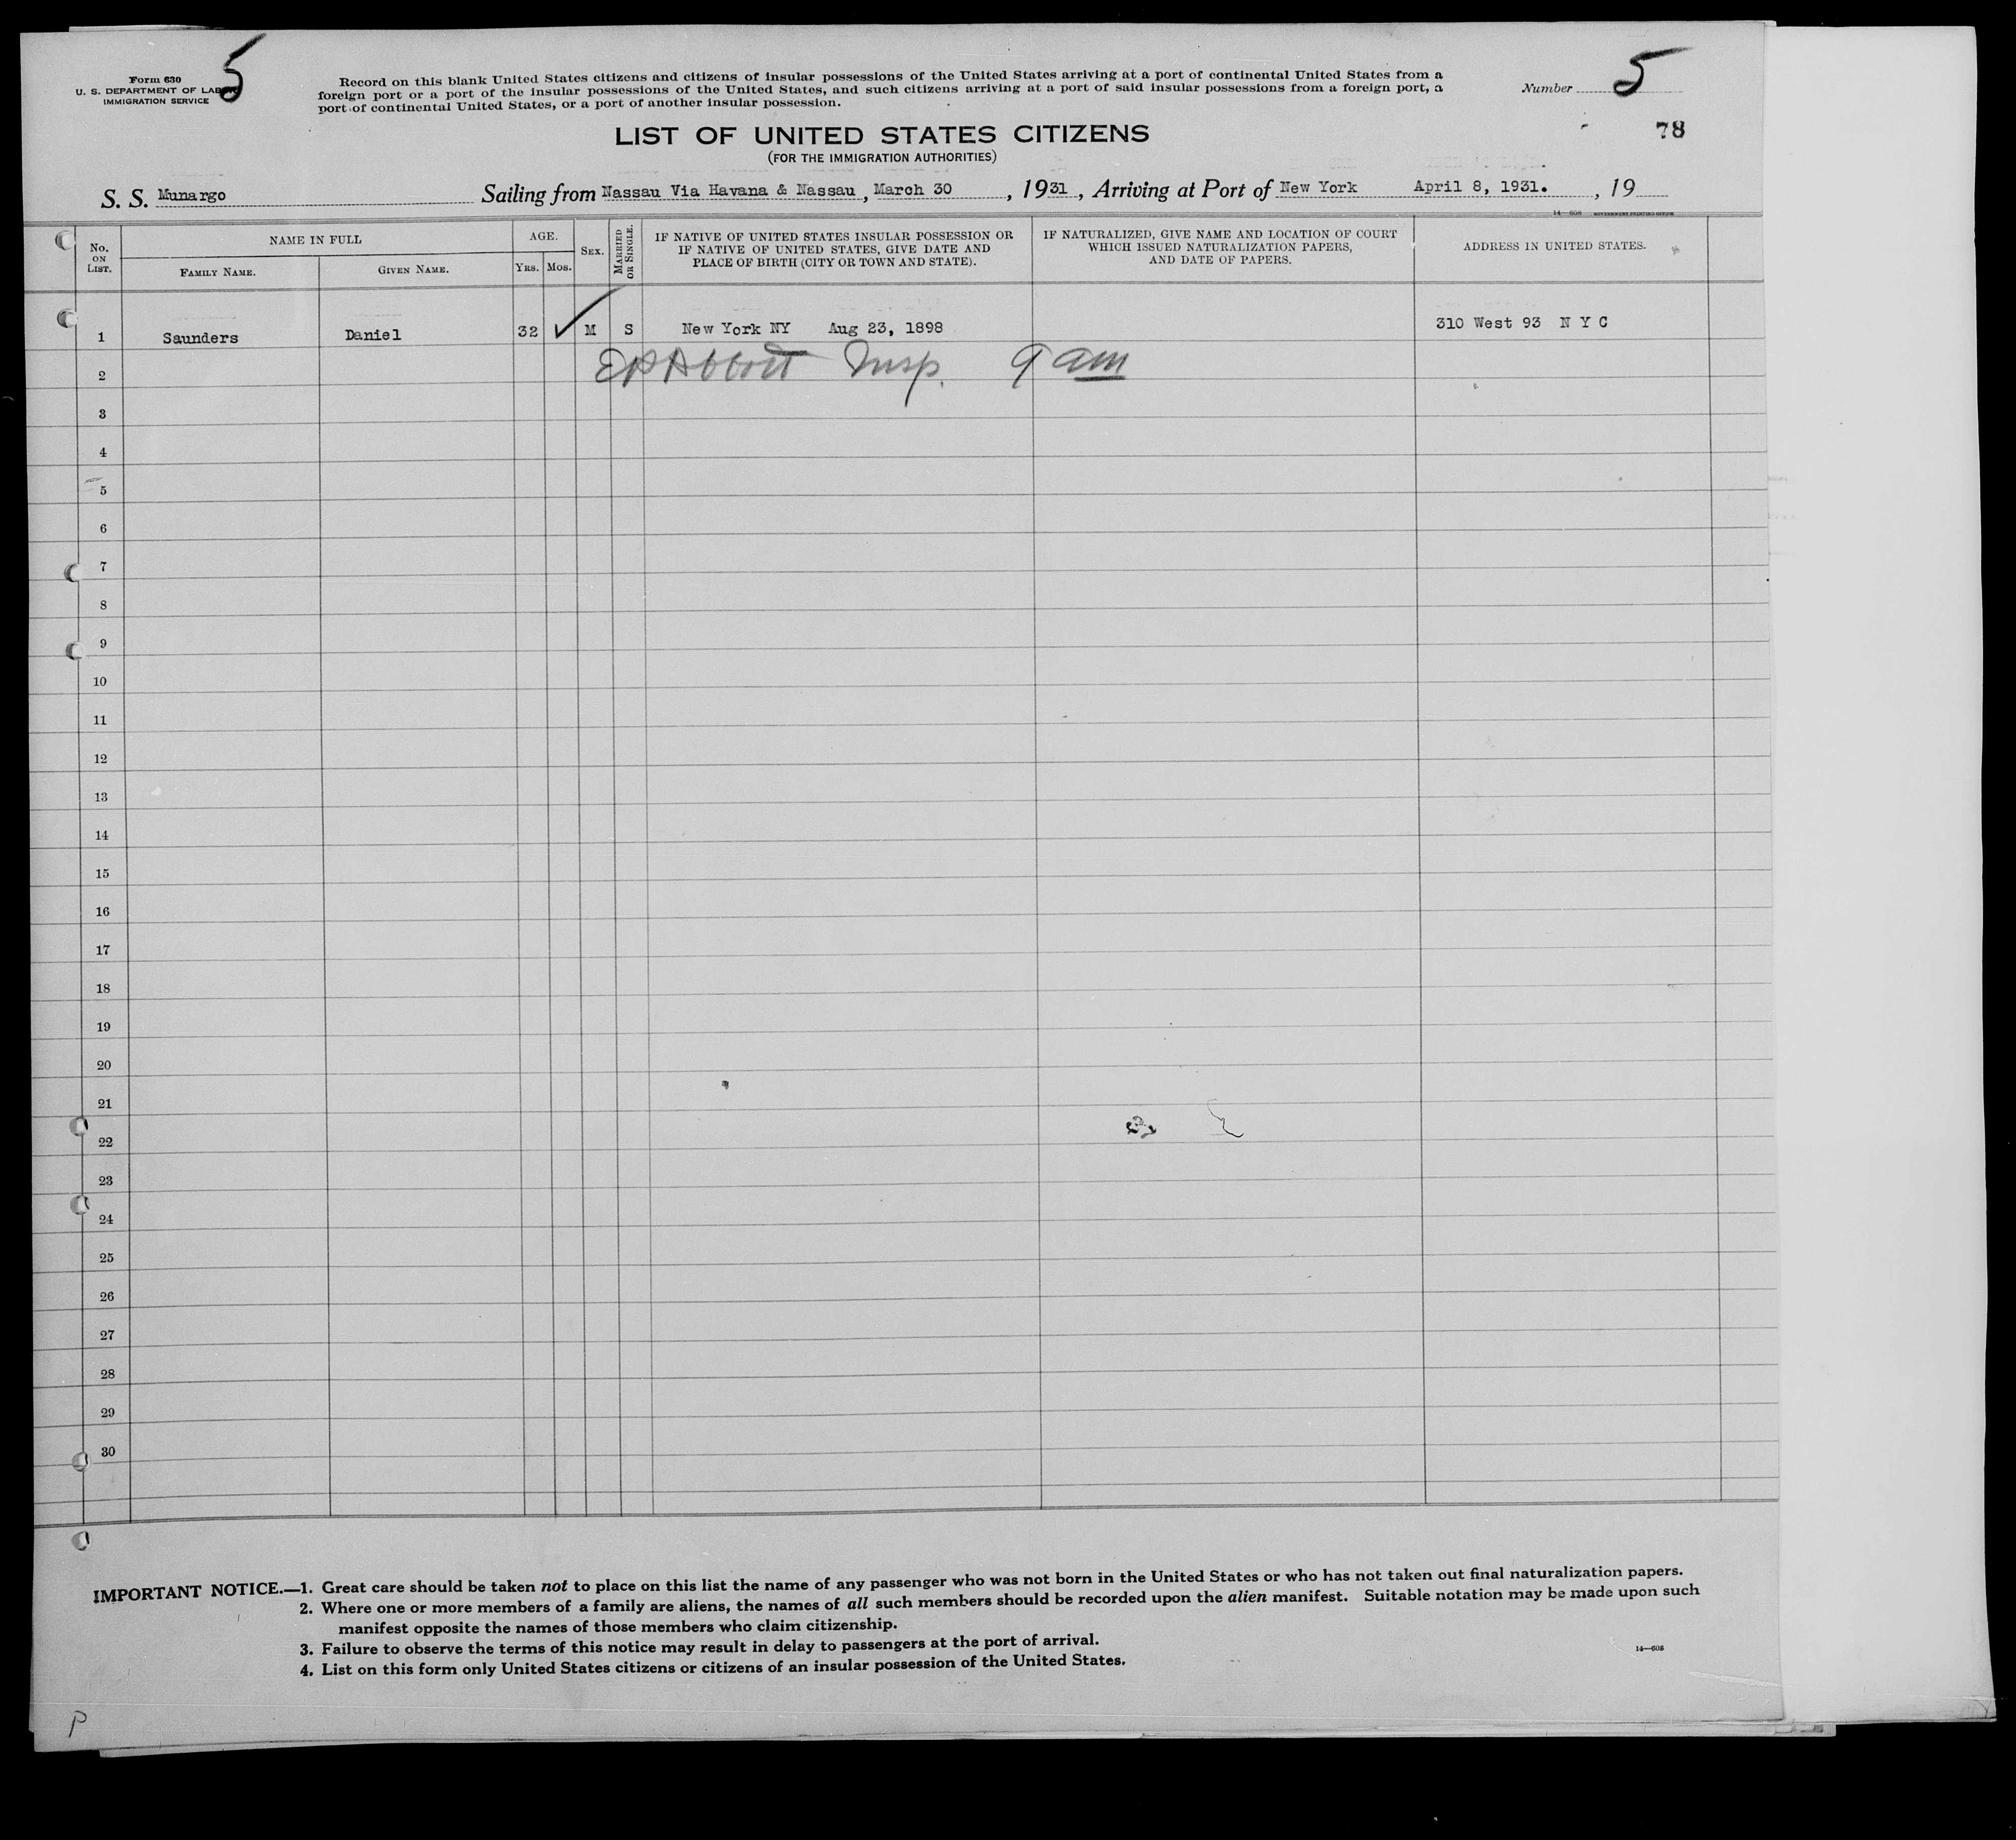 Form 630
U. S. DEPARTMENT OF LABOR
IMMIGRATION SERVICE
5
Record on this blank United States citizens and citizens of insular possessions of the United States arriving at a port of continental United States from a
foreign port or a port of the insular possessions of the United States, and such citizens arriving at a port of said insular possessions from a foreign port, a
port of continental United States, or a port of another insular possession.
Number 5
78
LIST OF UNITED STATES CITIZENS
(FOR THE IMMIGRATION AUTHORITIES)
S. S. Munargo Sailing from Nassau Via Havana & Nassau, March 30, 1931, Arriving at Port of New York April 8, 1931., 19
14—608 GOVERNMENT PRINTING OFFICE
No. ON LIST. NAME IN FULL AGE. SEX. MARRIED OR SINGLE. IF NATIVE OF UNITED STATES INSULAR POSSESSION OR IF NATIVE OF UNITED STATES, GIVE DATE AND PLACE OF BIRTH (CITY OR TOWN AND STATE). IF NATURALIZED, GIVE NAME AND LOCATION OF COURT WHICH ISSUED NATURALIZATION PAPERS, AND DATE OF PAPERS. ADDRESS IN UNITED STATES.
FAMILY NAME. GIVEN NAME. YRS. MOS.
1 Saunders Daniel 32 ✓ M S New York NY Aug 23, 1898 310 West 93 N Y C
2 Abbott Insp. 9 am
3
4
5
6
7
8
9
10
11
12
13
14
15
16
17
18
19
20
21
22
23
24
25
26
27
28
29
30
IMPORTANT NOTICE.—1. Great care should be taken not to place on this list the name of any passenger who was not born in the United States or who has not taken out final naturalization papers.
2. Where one or more members of a family are aliens, the names of all such members should be recorded upon the alien manifest. Suitable notation may be made upon such
manifest opposite the names of those members who claim citizenship.
3. Failure to observe the terms of this notice may result in delay to passengers at the port of arrival.
14—608
4. List on this form only United States citizens or citizens of an insular possession of the United States.
P